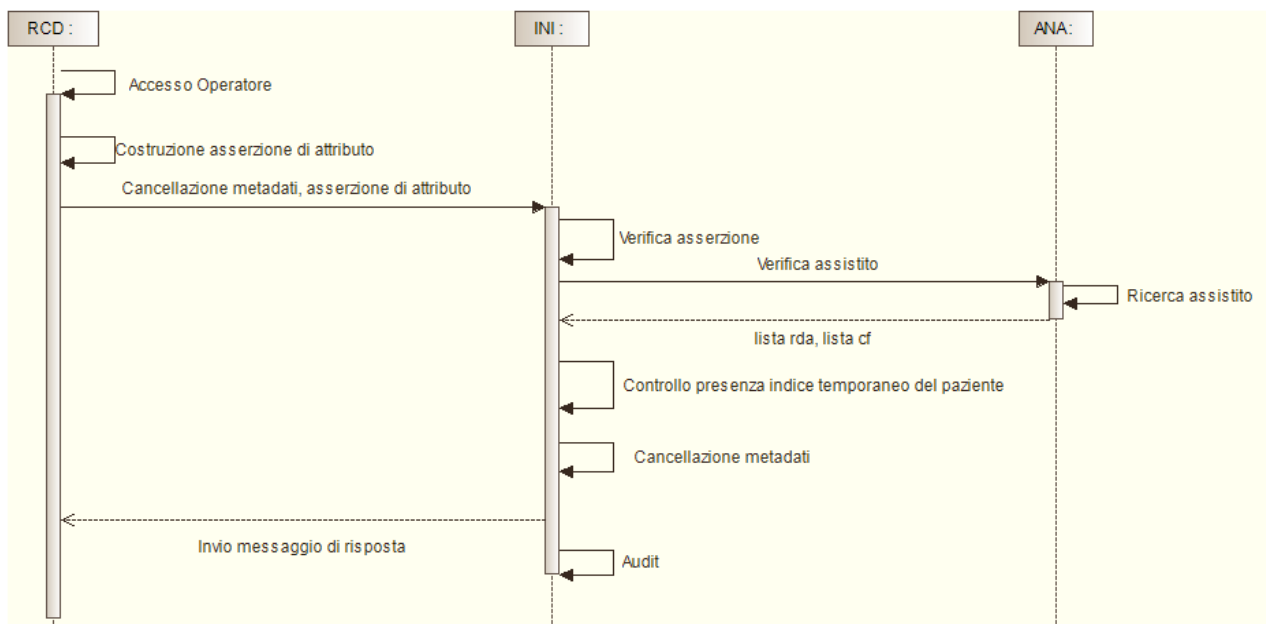 RCD :
INI :
ANA:
Accesso Operatore
Costruzione asserzione di attributo
Cancellazione metadati, asserzione di attributo
Verifica asserzione
Verifica assistito
Ricerca assistito
lista rda, lista cf
Controllo presenza indice temporaneo del paziente
Cancellazione metadati
Invio messaggio di risposta
Audit